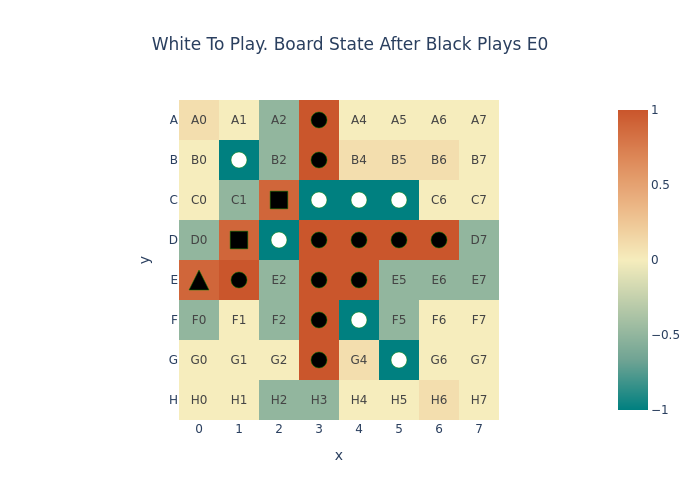 White To Play. Board State After Black Plays E0
A A0 A1 A2 A4 A5 A6 A7
B B0 B2 B4 B5 B6 B7
C C0 C1 C6 C7
D D0 D7
E E2 E5 E6 E7
F F0 F1 F2 F5 F6 F7
G G0 G1 G2 G4 G6 G7
H H0 H1 H2 H3 H4 H5 H6 H7
0 1 2 3 4 5 6 7
x
y
1
0.5
0
−0.5
−1